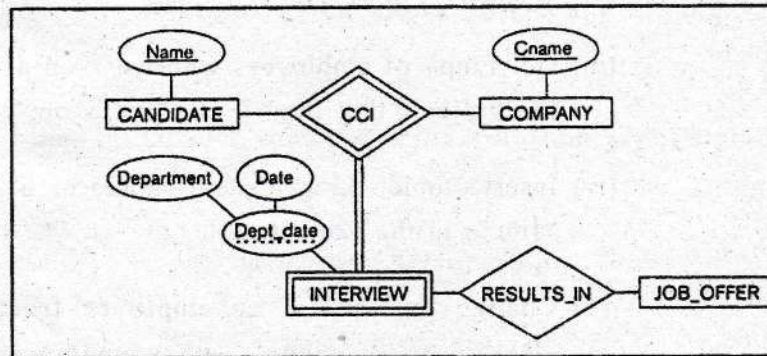 Name
Cname
CANDIDATE
CCI
COMPANY
Department
Date
Dept_date
INTERVIEW
RESULTS_IN
JOB_OFFER